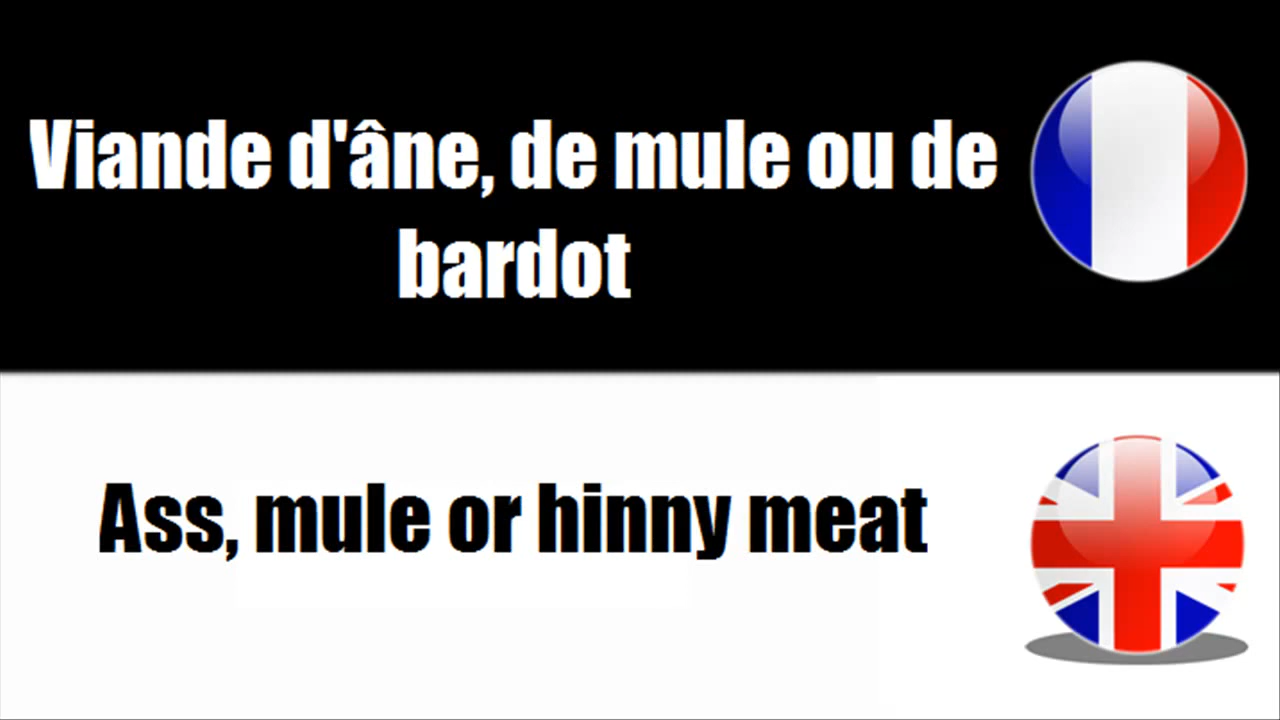 Viande d'âne, de mule ou de
bardot
Ass, mule or hinny meat